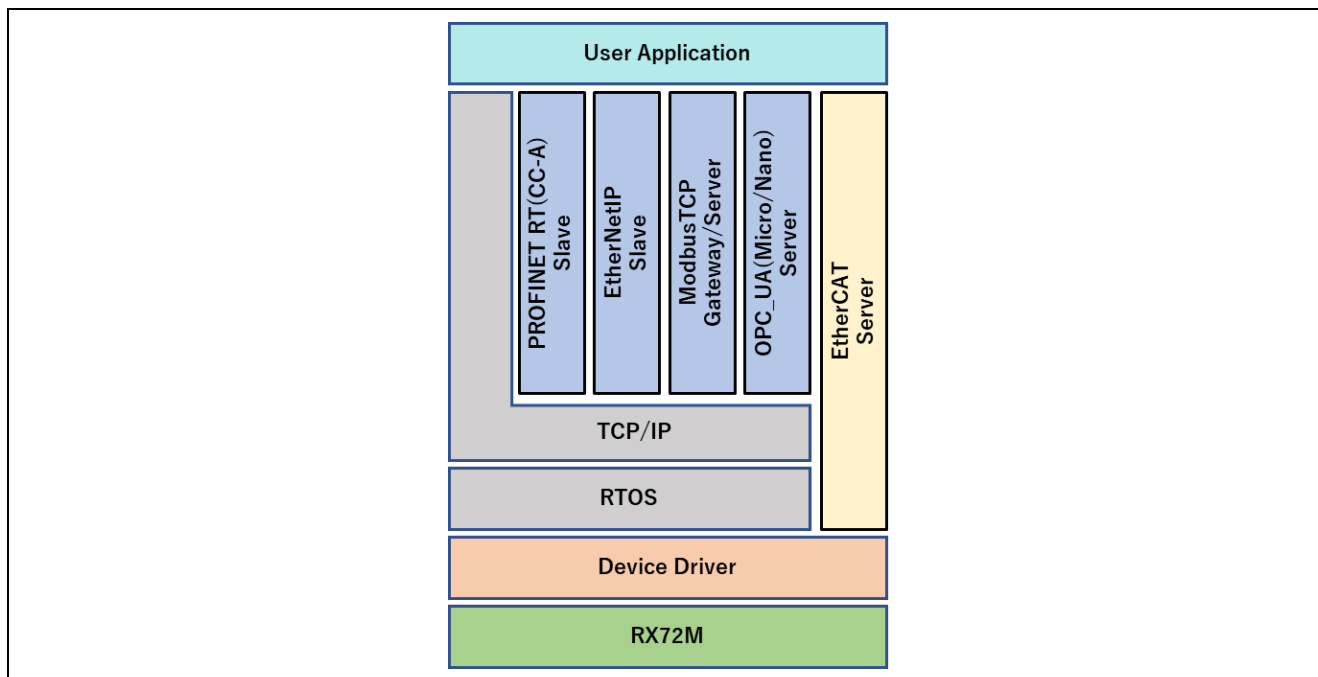 User Application
PROFINET RT(CC-A)
Slave
EtherNetIP
Slave
ModbusTCP
Gateway/Server
OPC_UA(Micro/Nano)
Server
EtherCAT
Server
TCP/IP
RTOS
Device Driver
RX72M